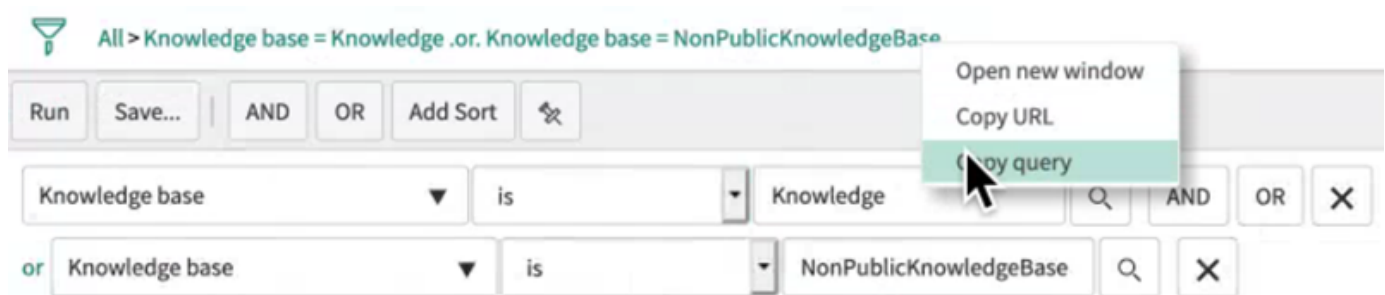 All > Knowledge base = Knowledge .or. Knowledge base = NonPublicKnowledgeBase
Open new window
Run Save... AND OR Add Sort
Copy URL
Copy query
Knowledge base is Knowledge AND OR
or Knowledge base is NonPublicKnowledgeBase